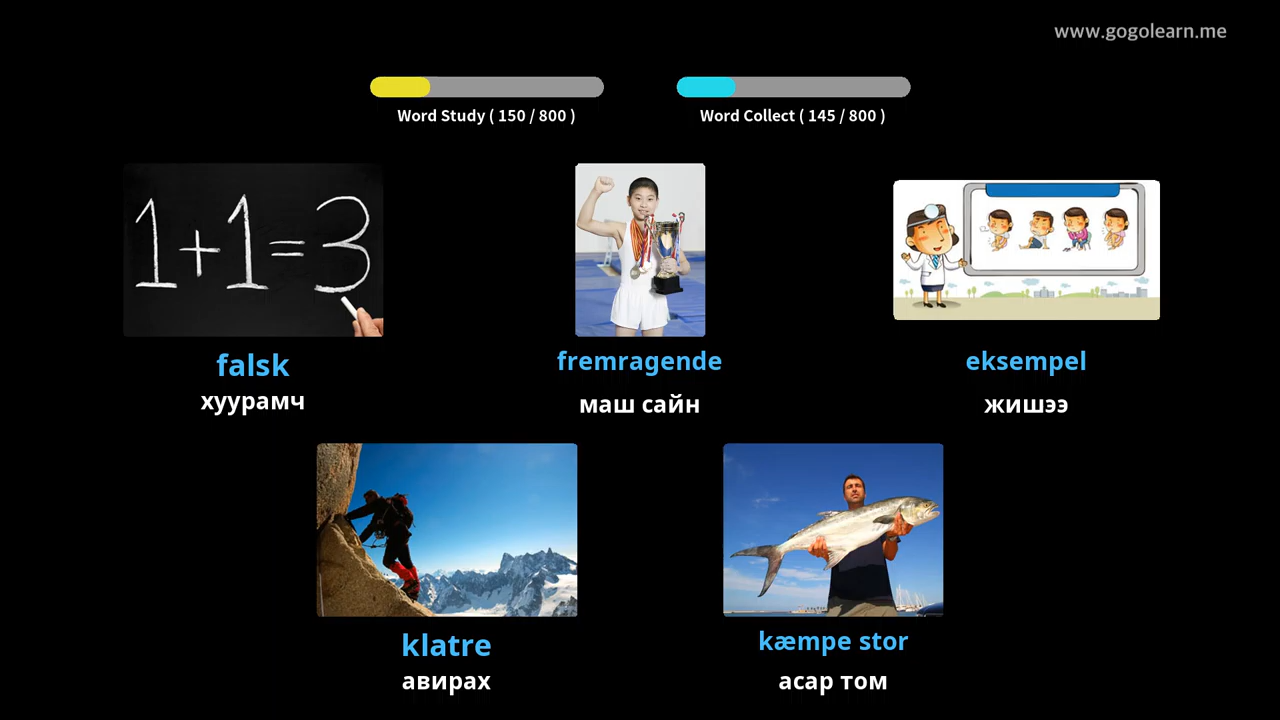 www.gogolearn.me
Word Study ( 150 / 800 )
Word Collect ( 145 / 800 )
1+1=3
falsk
хуурамч
fremragende
маш сайн
eksempel
жишээ
klatre
авирах
kæmpe stor
асар том